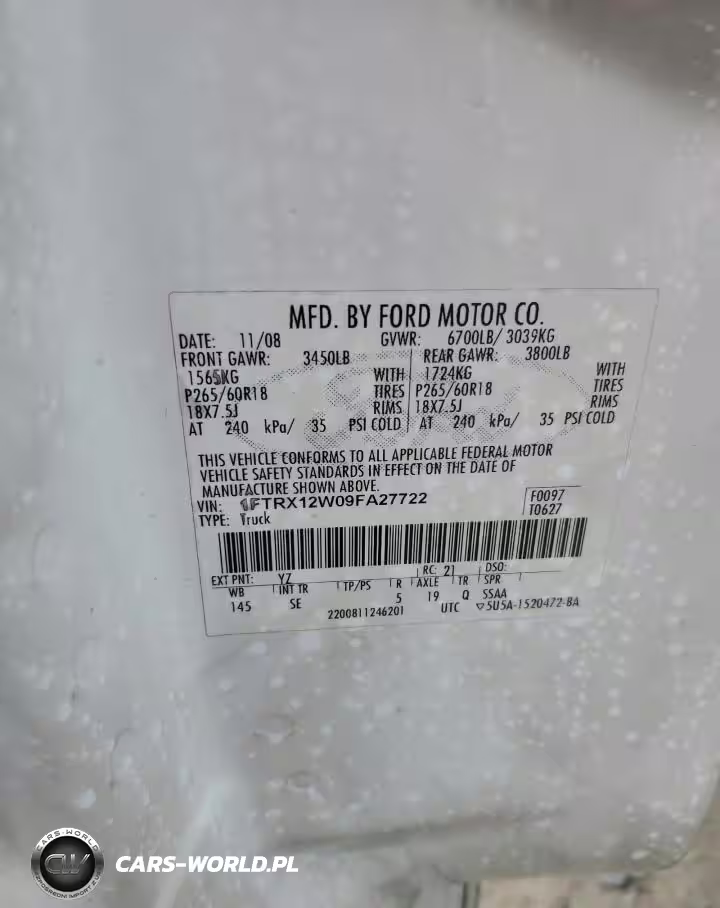 MFD. BY FORD MOTOR CO.
DATE: 11/08 GVWR: 6700LB/ 3039KG
FRONT GAWR: 3450LB REAR GAWR: 3800LB
1565KG WITH 1724KG WITH
P265/60R18 TIRES P265/60R18 TIRES
18X7.5J RIMS 18X7.5J RIMS
AT 240 kPa/ 35 PSI COLD AT 240 kPa/ 35 PSI COLD
THIS VEHICLE CONFORMS TO ALL APPLICABLE FEDERAL MOTOR
VEHICLE SAFETY STANDARDS IN EFFECT ON THE DATE OF
MANUFACTURE SHOWN ABOVE.
VIN: 1FTRX12W09FA27722 F0097
TYPE: Truck T0627
EXT PNT: YZ RC: 21 DSO:
WB INT TR TP/PS R AXLE TR SPR
145 SE 5 19 Q SSAA
2200811246201 UTC ▽5U5A-1520472-BA
CARS-WORLD
CARS-WORLD.PL